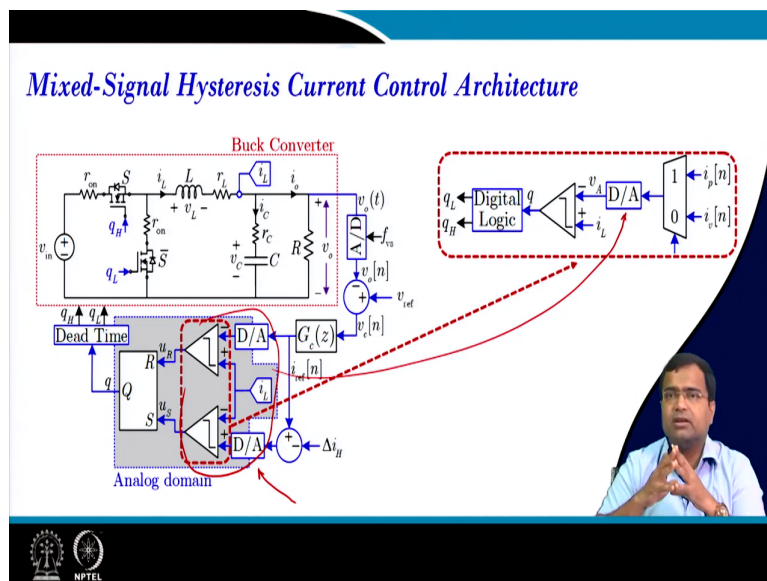 Mixed-Signal Hysteresis Current Control Architecture
Buck Converter
r_on S i_L L r_L i_L i_o
+ v_L −
v_o(t)
q_H r_on i_C
v_in S̅ r_C + v_C − C R + v_o −
q_L
A/D f_vs
v_o[n]
− + v_ref
v_c[n]
q_H q_L
Dead Time
u_R − + D/A G_c(z)
i_ref[n]
q R Q S i_L
u_S − + D/A + − Δi_H
Analog domain
q_L q_H Digital Logic q − + v_A i_L D/A 1 0 i_p[n] i_v[n]
NPTEL